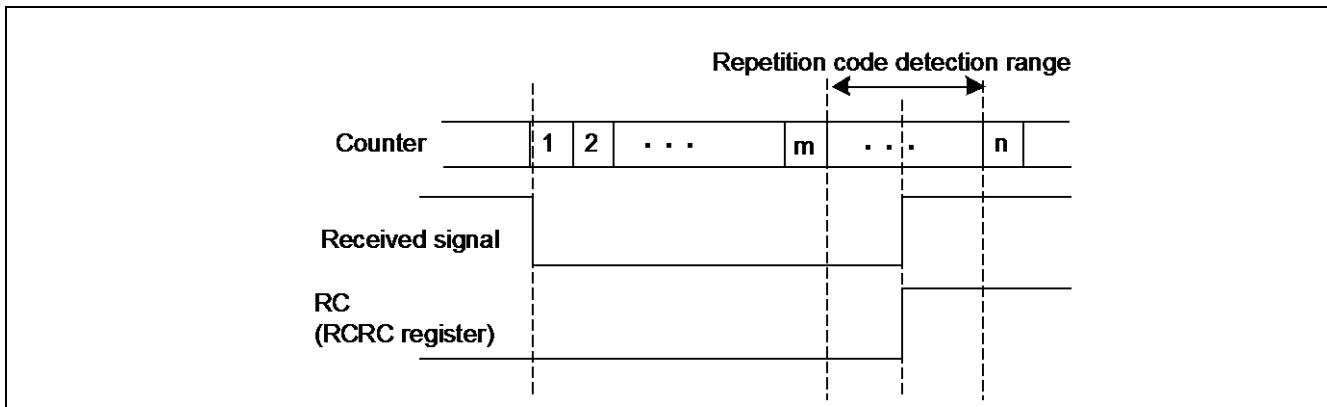 Repetition code detection range
Counter 1 2 · · · m · · · n
Received signal
RC
(RCRC register)